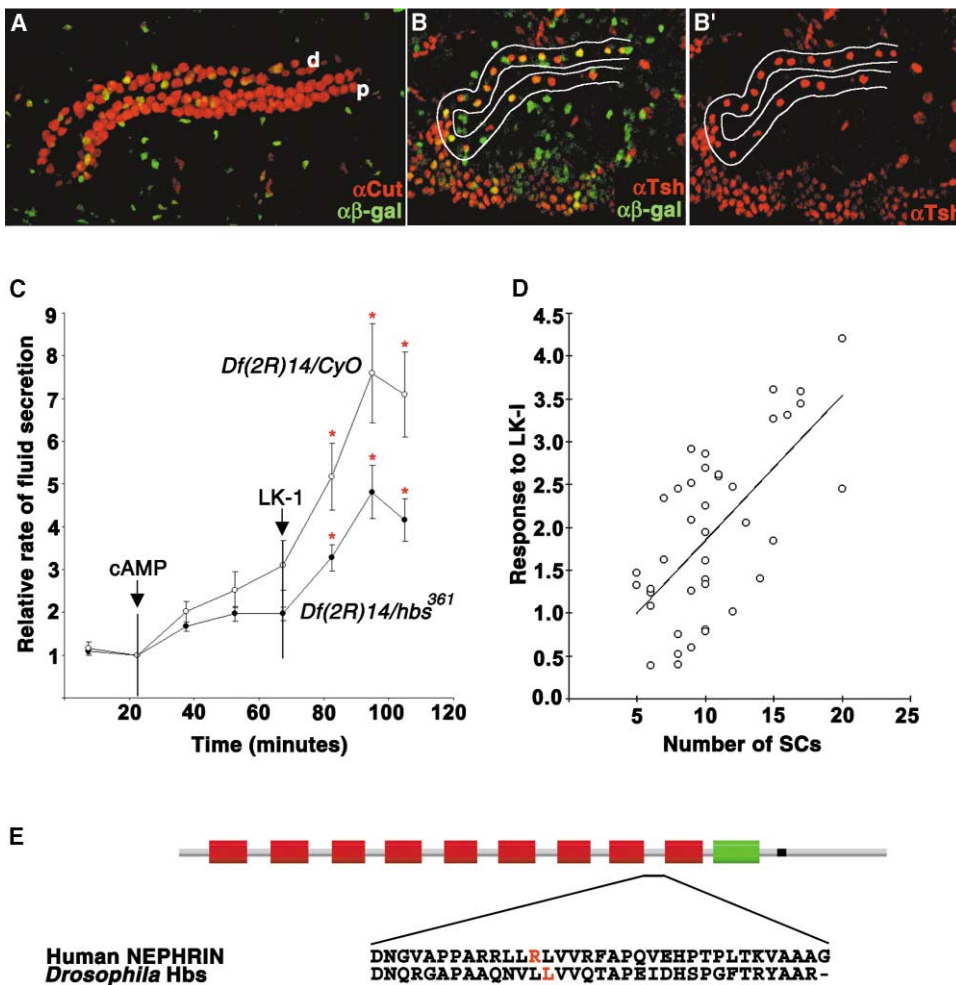 A
d
p
αCut
αβ-gal
B
αTsh
αβ-gal
B'
αTsh
C
Relative rate of fluid secretion
9
8
7
6
5
4
3
2
1
Df(2R)14/CyO
LK-1
cAMP
Df(2R)14/hbs361
* * * * * *
20 40 60 80 100 120
Time (minutes)
D
Response to LK-I
4.5
4.0
3.5
3.0
2.5
2.0
1.5
1.0
0.5
0.0
5 10 15 20 25
Number of SCs
E
Human NEPHRIN DNGVAPPARRLLRLVVRFAPQVEHPTPLTKVAAAG
Drosophila Hbs DNQRGAPAAQNVLLVVQTAPEIDHSPGFTRYAAR-